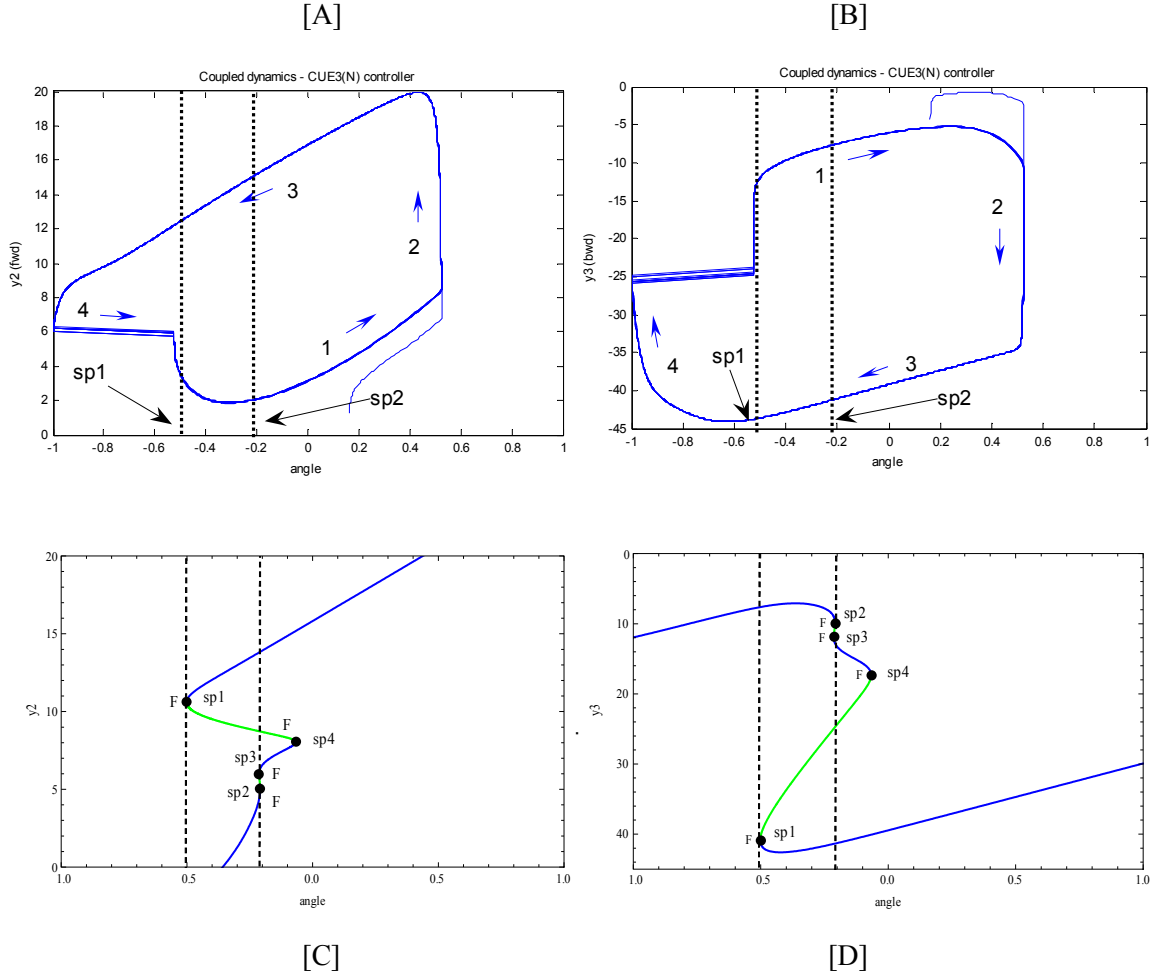 [A]
[B]
Coupled dynamics - CUE3(N) controller
20
18
16
14
12
10
8
6
4
2
0
y2 (fwd)
3
2
4
1
sp1
sp2
-1 -0.8 -0.6 -0.4 -0.2 0 0.2 0.4 0.6 0.8 1
angle
Coupled dynamics - CUE3(N) controller
0
-5
-10
-15
-20
-25
-30
-35
-40
-45
y3 (bwd)
1
2
sp1
4
3
sp2
-1 -0.8 -0.6 -0.4 -0.2 0 0.2 0.4 0.6 0.8 1
angle
20
15
10
5
0
y2
F sp1
F
sp4
sp3 F
sp2 F
1.0 0.5 0.0 0.5 1.0
angle
0
10
20
30
40
y3
sp2
F
F sp3
F sp4
F sp1
1.0 0.5 0.0 0.5 1.0
angle
[C]
[D]